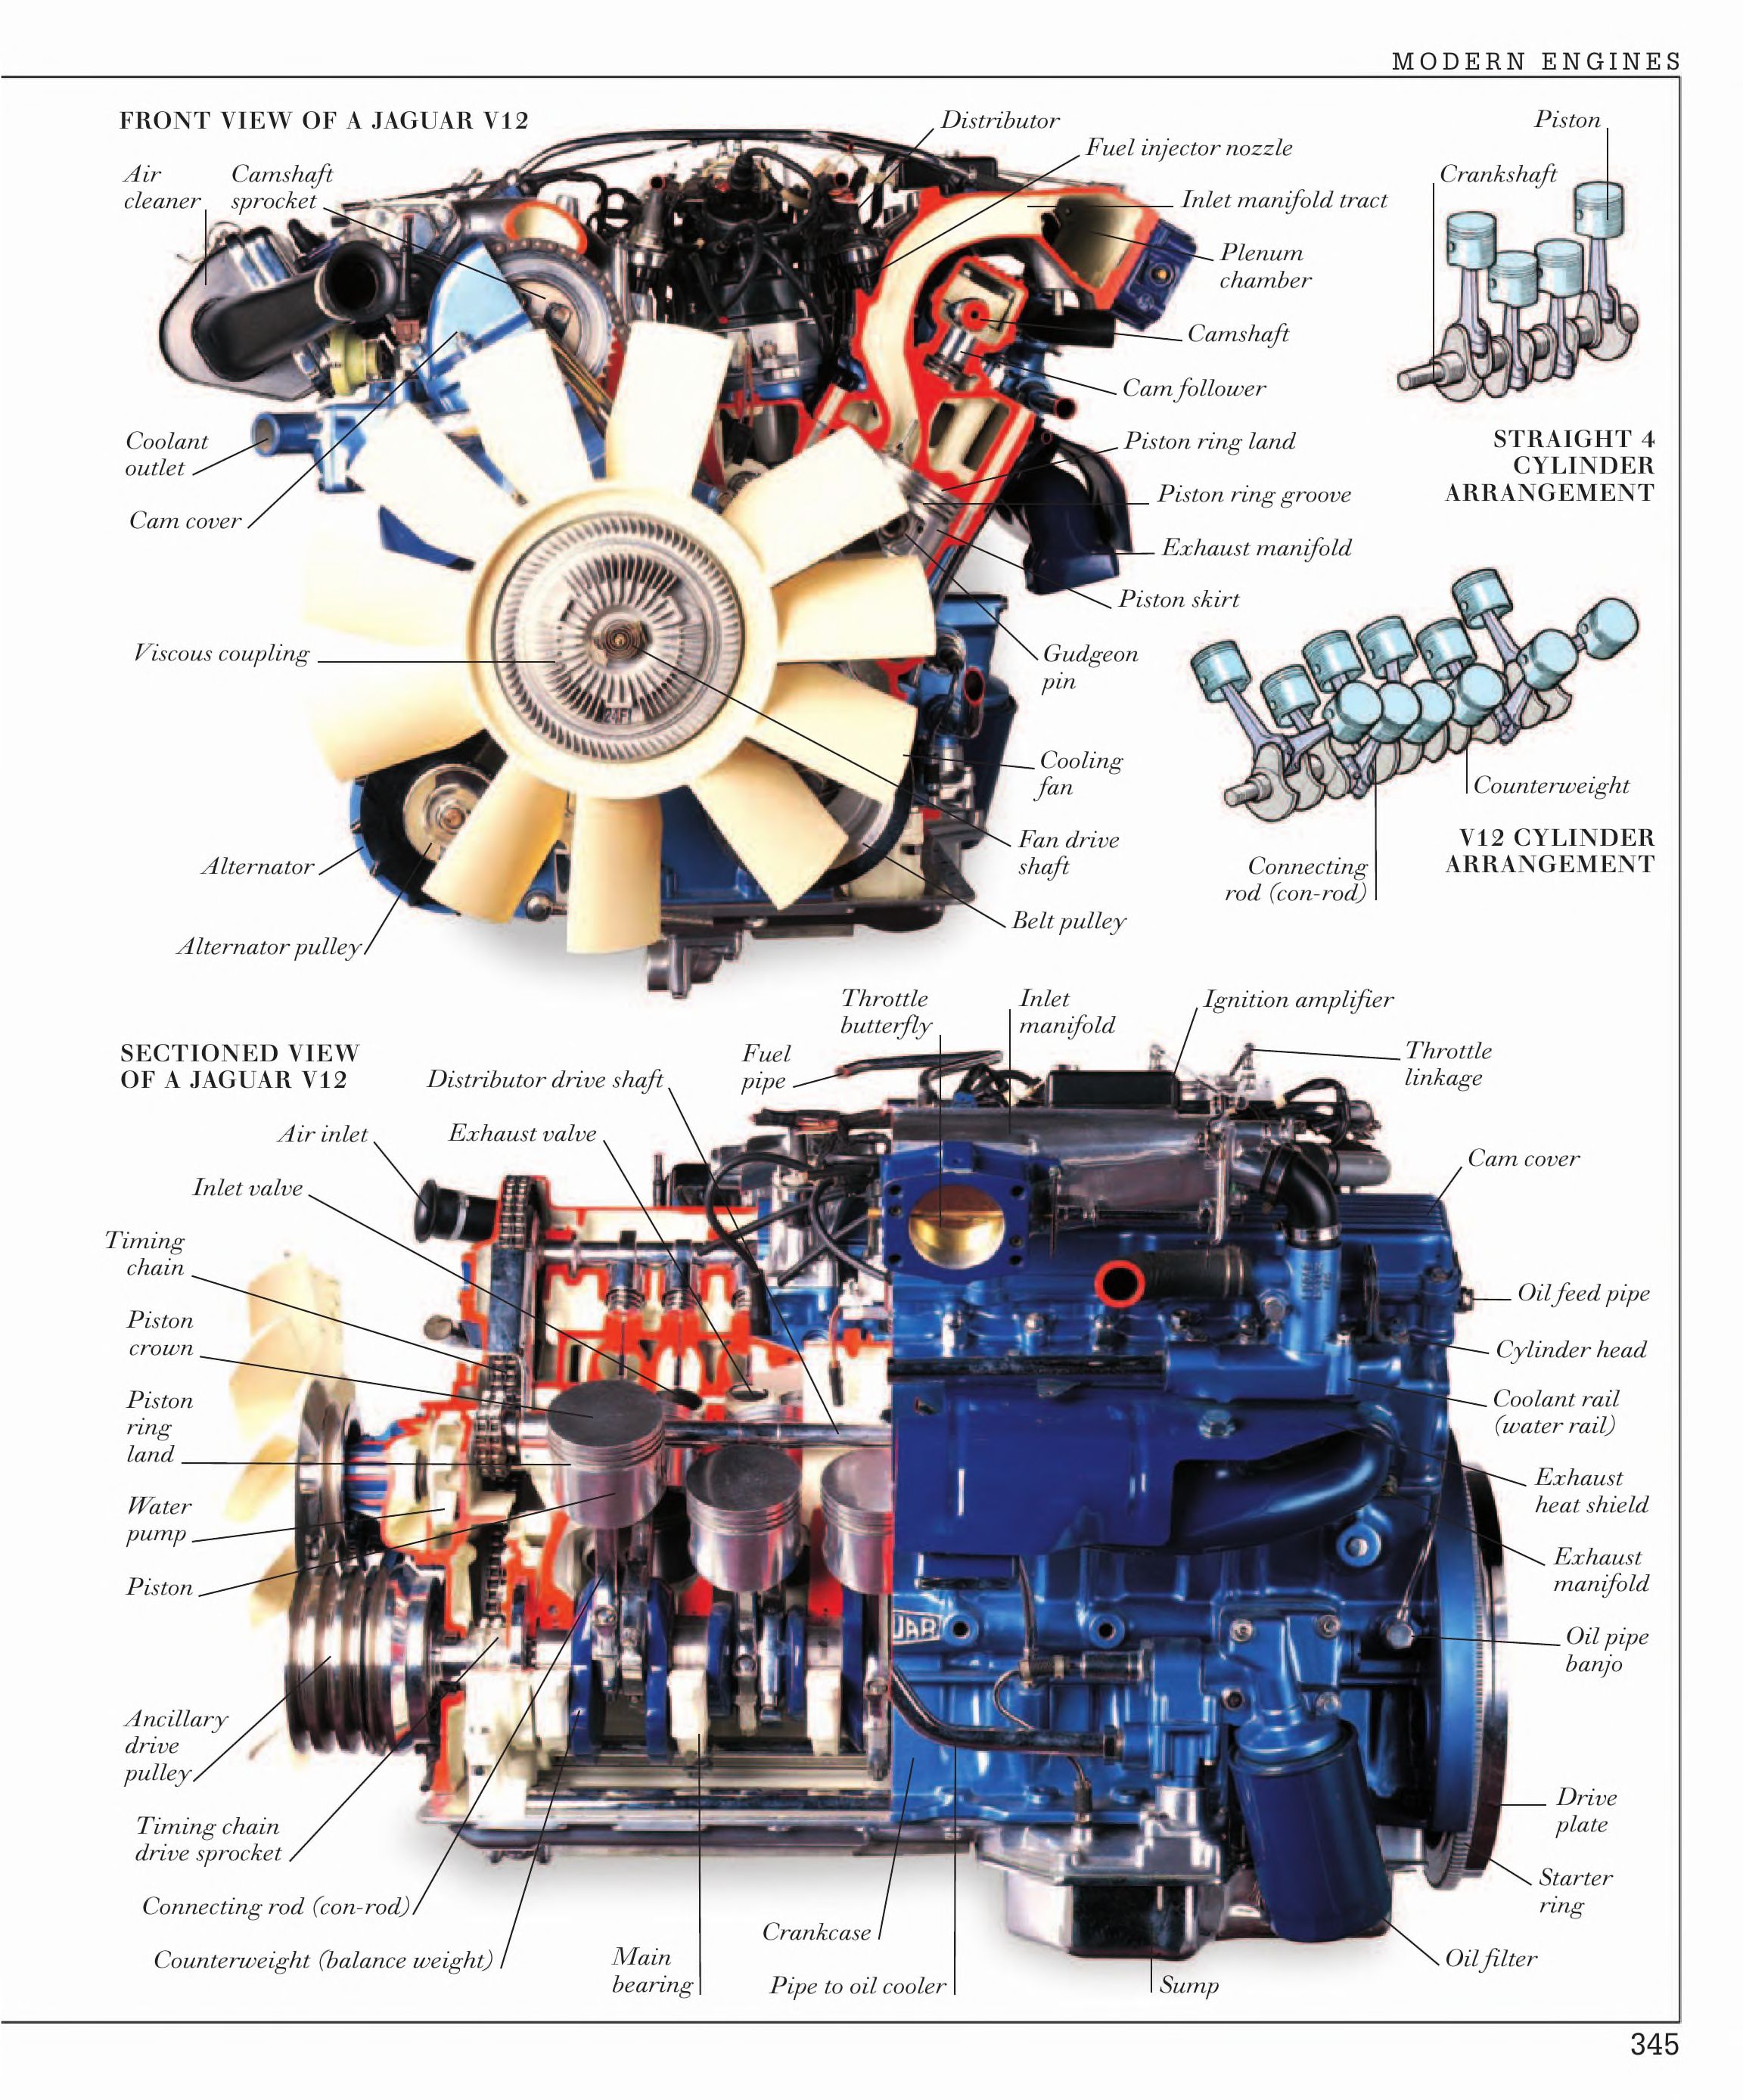 MODERN ENGINES
FRONT VIEW OF A JAGUAR V12
Air
cleaner
Camshaft
sprocket
Distributor
Fuel injector nozzle
Inlet manifold tract
Plenum
chamber
Camshaft
Cam follower
Piston ring land
Piston ring groove
Exhaust manifold
Piston skirt
Gudgeon
pin
Cooling
fan
Fan drive
shaft
Belt pulley
Coolant
outlet
Cam cover
Viscous coupling
24F1
Alternator
Alternator pulley
Piston
Crankshaft
STRAIGHT 4
CYLINDER
ARRANGEMENT
Counterweight
Connecting
rod (con-rod)
V12 CYLINDER
ARRANGEMENT
SECTIONED VIEW
OF A JAGUAR V12
Throttle
butterfly
Inlet
manifold
Ignition amplifier
Throttle
linkage
Fuel
pipe
Distributor drive shaft
Exhaust valve
Air inlet
Inlet valve
Timing
chain
Piston
crown
Piston
ring
land
Water
pump
Piston
Ancillary
drive
pulley
Timing chain
drive sprocket
Connecting rod (con-rod)
Counterweight (balance weight)
Main
bearing
Crankcase
Pipe to oil cooler
Sump
Cam cover
Oil feed pipe
Cylinder head
Coolant rail
(water rail)
Exhaust
heat shield
Exhaust
manifold
Oil pipe
banjo
Drive
plate
Starter
ring
Oil filter
UAR
345